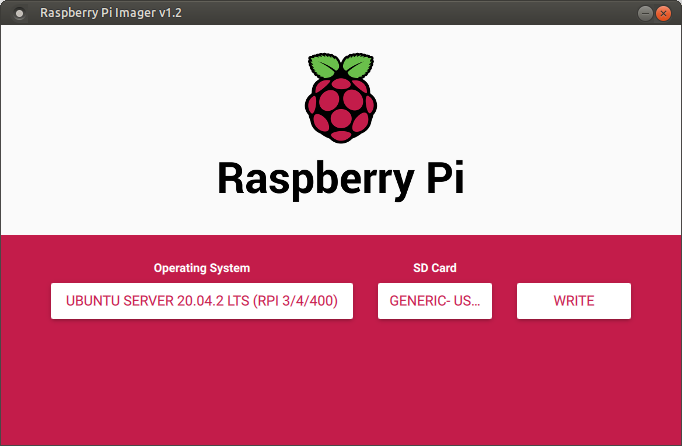 Raspberry Pi Imager v1.2
Raspberry Pi
Operating System
SD Card
UBUNTU SERVER 20.04.2 LTS (RPI 3/4/400)
GENERIC- US...
WRITE